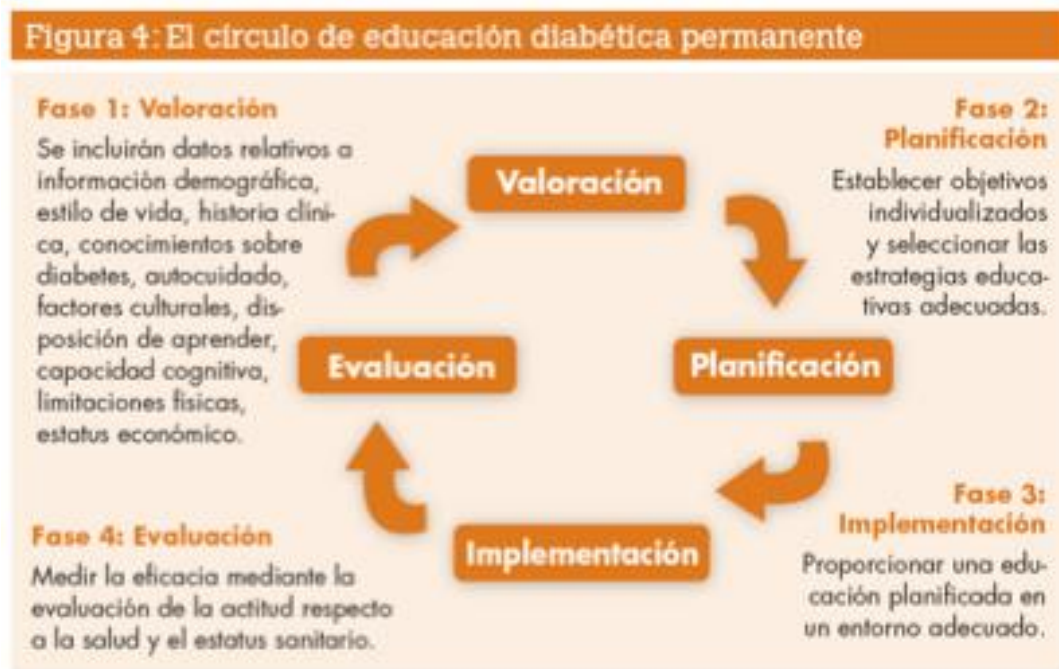 Figura 4: El círculo de educación diabética permanente
Fase 1: Valoración
Se incluirán datos relativos a
información demográfica,
estilo de vida, historia clíni-
ca, conocimientos sobre
diabetes, autocuidado,
factores culturales, dis-
posición de aprender,
capacidad cognitiva,
limitaciones físicas,
estatus económico.
Valoración
Fase 2:
Planificación
Establecer objetivos
individualizados
y seleccionar las
estrategias educa-
tivas adecuadas.
Evaluación
Planificación
Implementación
Fase 3:
Implementación
Proporcionar una edu-
cación planificada en
un entorno adecuado.
Fase 4: Evaluación
Medir la eficacia mediante la
evaluación de la actitud respecto
a la salud y el estatus sanitario.